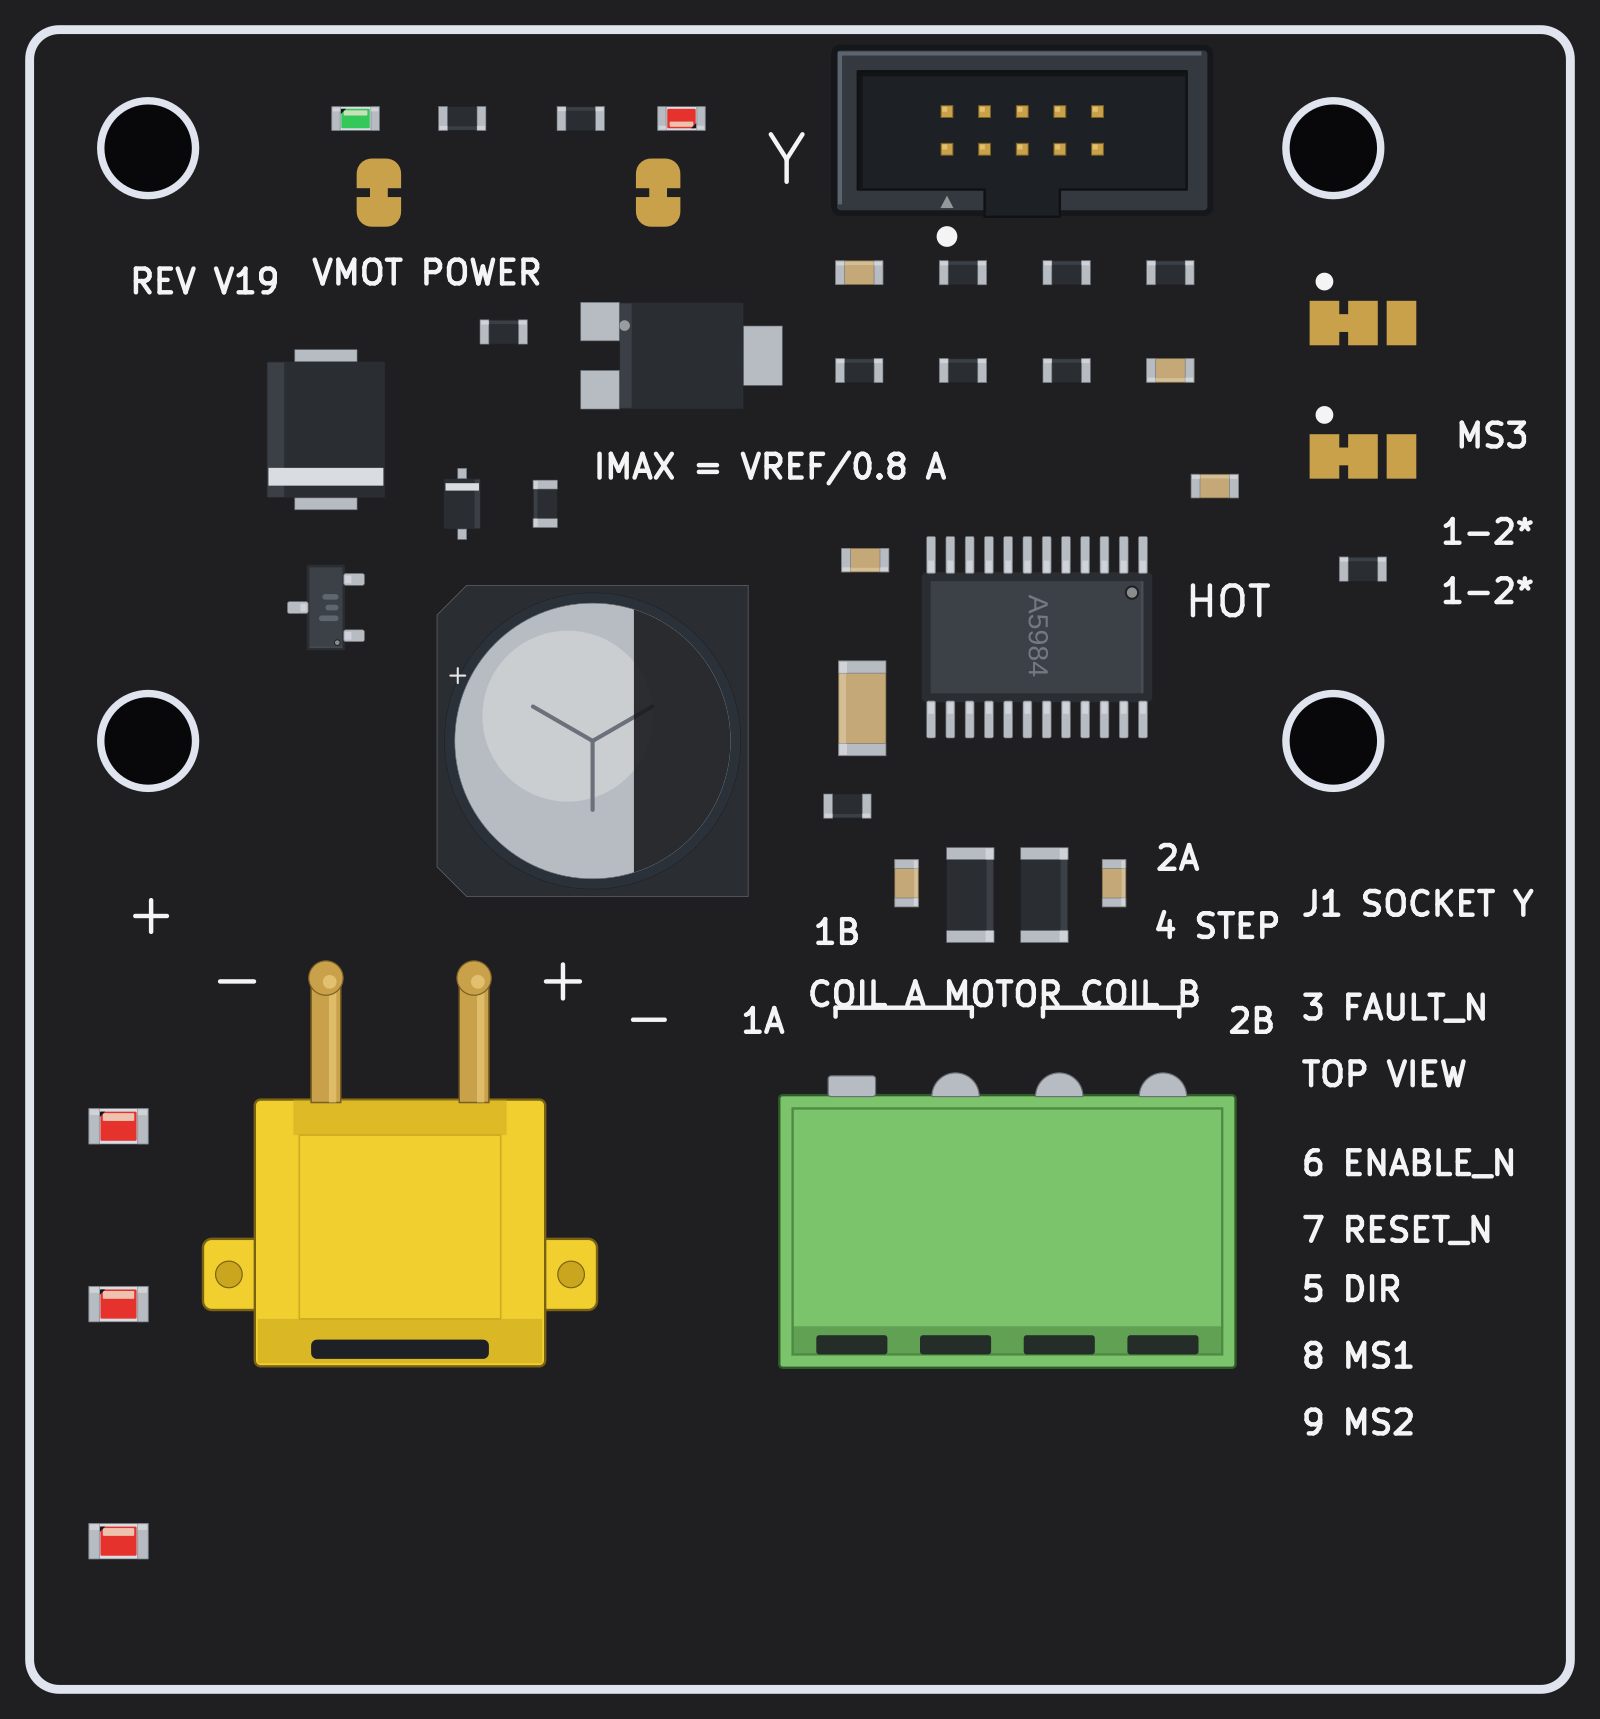 Y
REV V19
VMOT POWER
IMAX = VREF/0.8 A
MS3
1-2*
1-2*
HOT
A5984
+
+
2A
1B
4 STEP
J1 SOCKET Y
+
-
+
-
COIL A MOTOR COIL B
1A
2B
3 FAULT_N
TOP VIEW
6 ENABLE_N
7 RESET_N
5 DIR
8 MS1
9 MS2